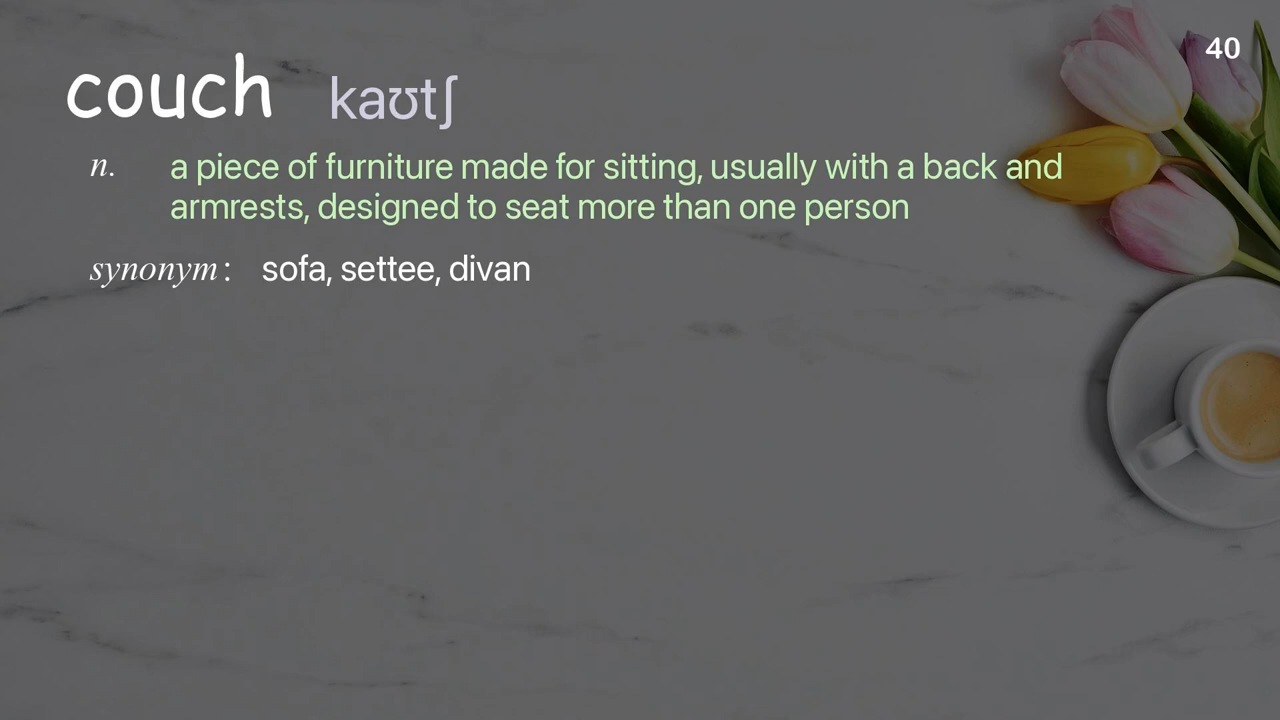 40
couch kaʊtʃ
n. a piece of furniture made for sitting, usually with a back and
armrests, designed to seat more than one person
synonym: sofa, settee, divan